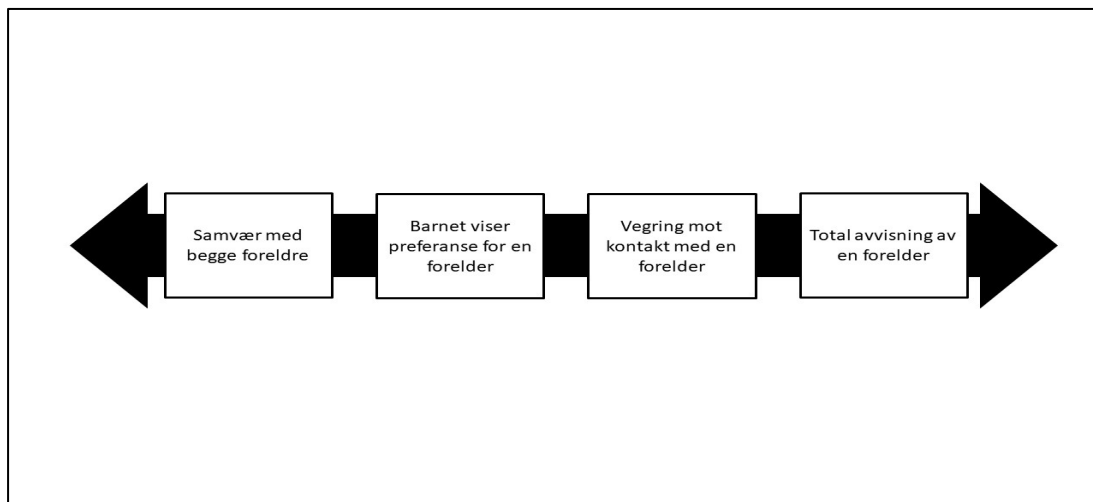 Samvær med
begge foreldre
Barnet viser
preferanse for en
forelder
Vegring mot
kontakt med en
forelder
Total avvisning av
en forelder